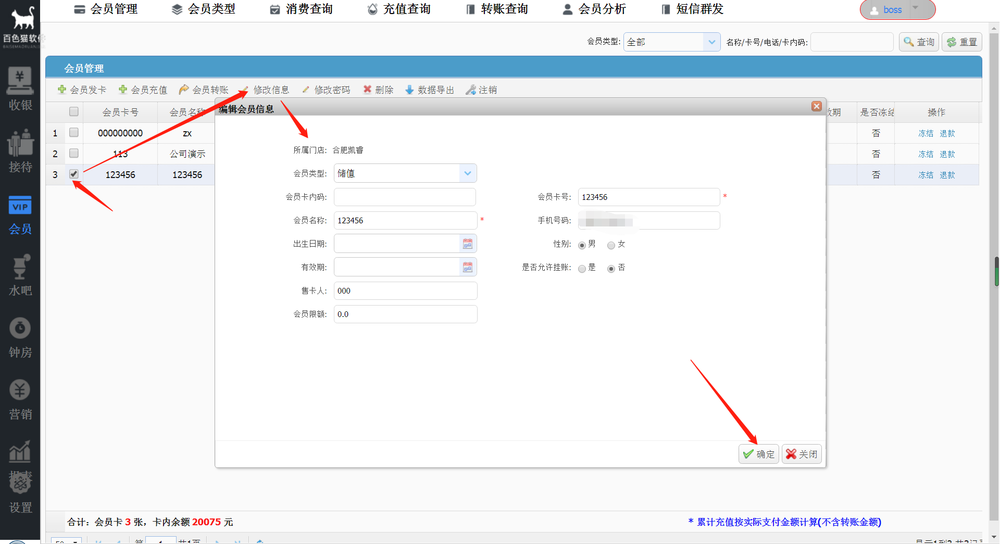 会员管理 会员类型 消费查询 充值查询 转账查询 会员分析 短信群发 boss
百色猫软件
会员类型: 全部 名称/卡号/电话/卡内码: 查询 重置
会员管理
会员发卡 会员充值 会员转账 修改信息 修改密码 删除 数据导出 注销
会员卡号 会员名称 效期 是否冻结 操作
1 000000000 zx 否 冻结 退款
2 113 公司演示 否 冻结 退款
3 123456 123456 否 冻结 退款
编辑会员信息
所属门店: 合肥凯睿
会员类型: 储值
会员卡内码: 会员卡号: 123456 *
会员名称: 123456 * 手机号码:
出生日期: 性别: 男 女
有效期: 是否允许挂账: 是 否
售卡人: 000
会员限额: 0.0
确定 关闭
收银
接待
VIP
会员
水吧
钟房
营销
报表
设置
合计: 会员卡 3 张，卡内余额 20075 元
* 累计充值按实际支付金额计算(不含转账金额)
50 第 1 共1页